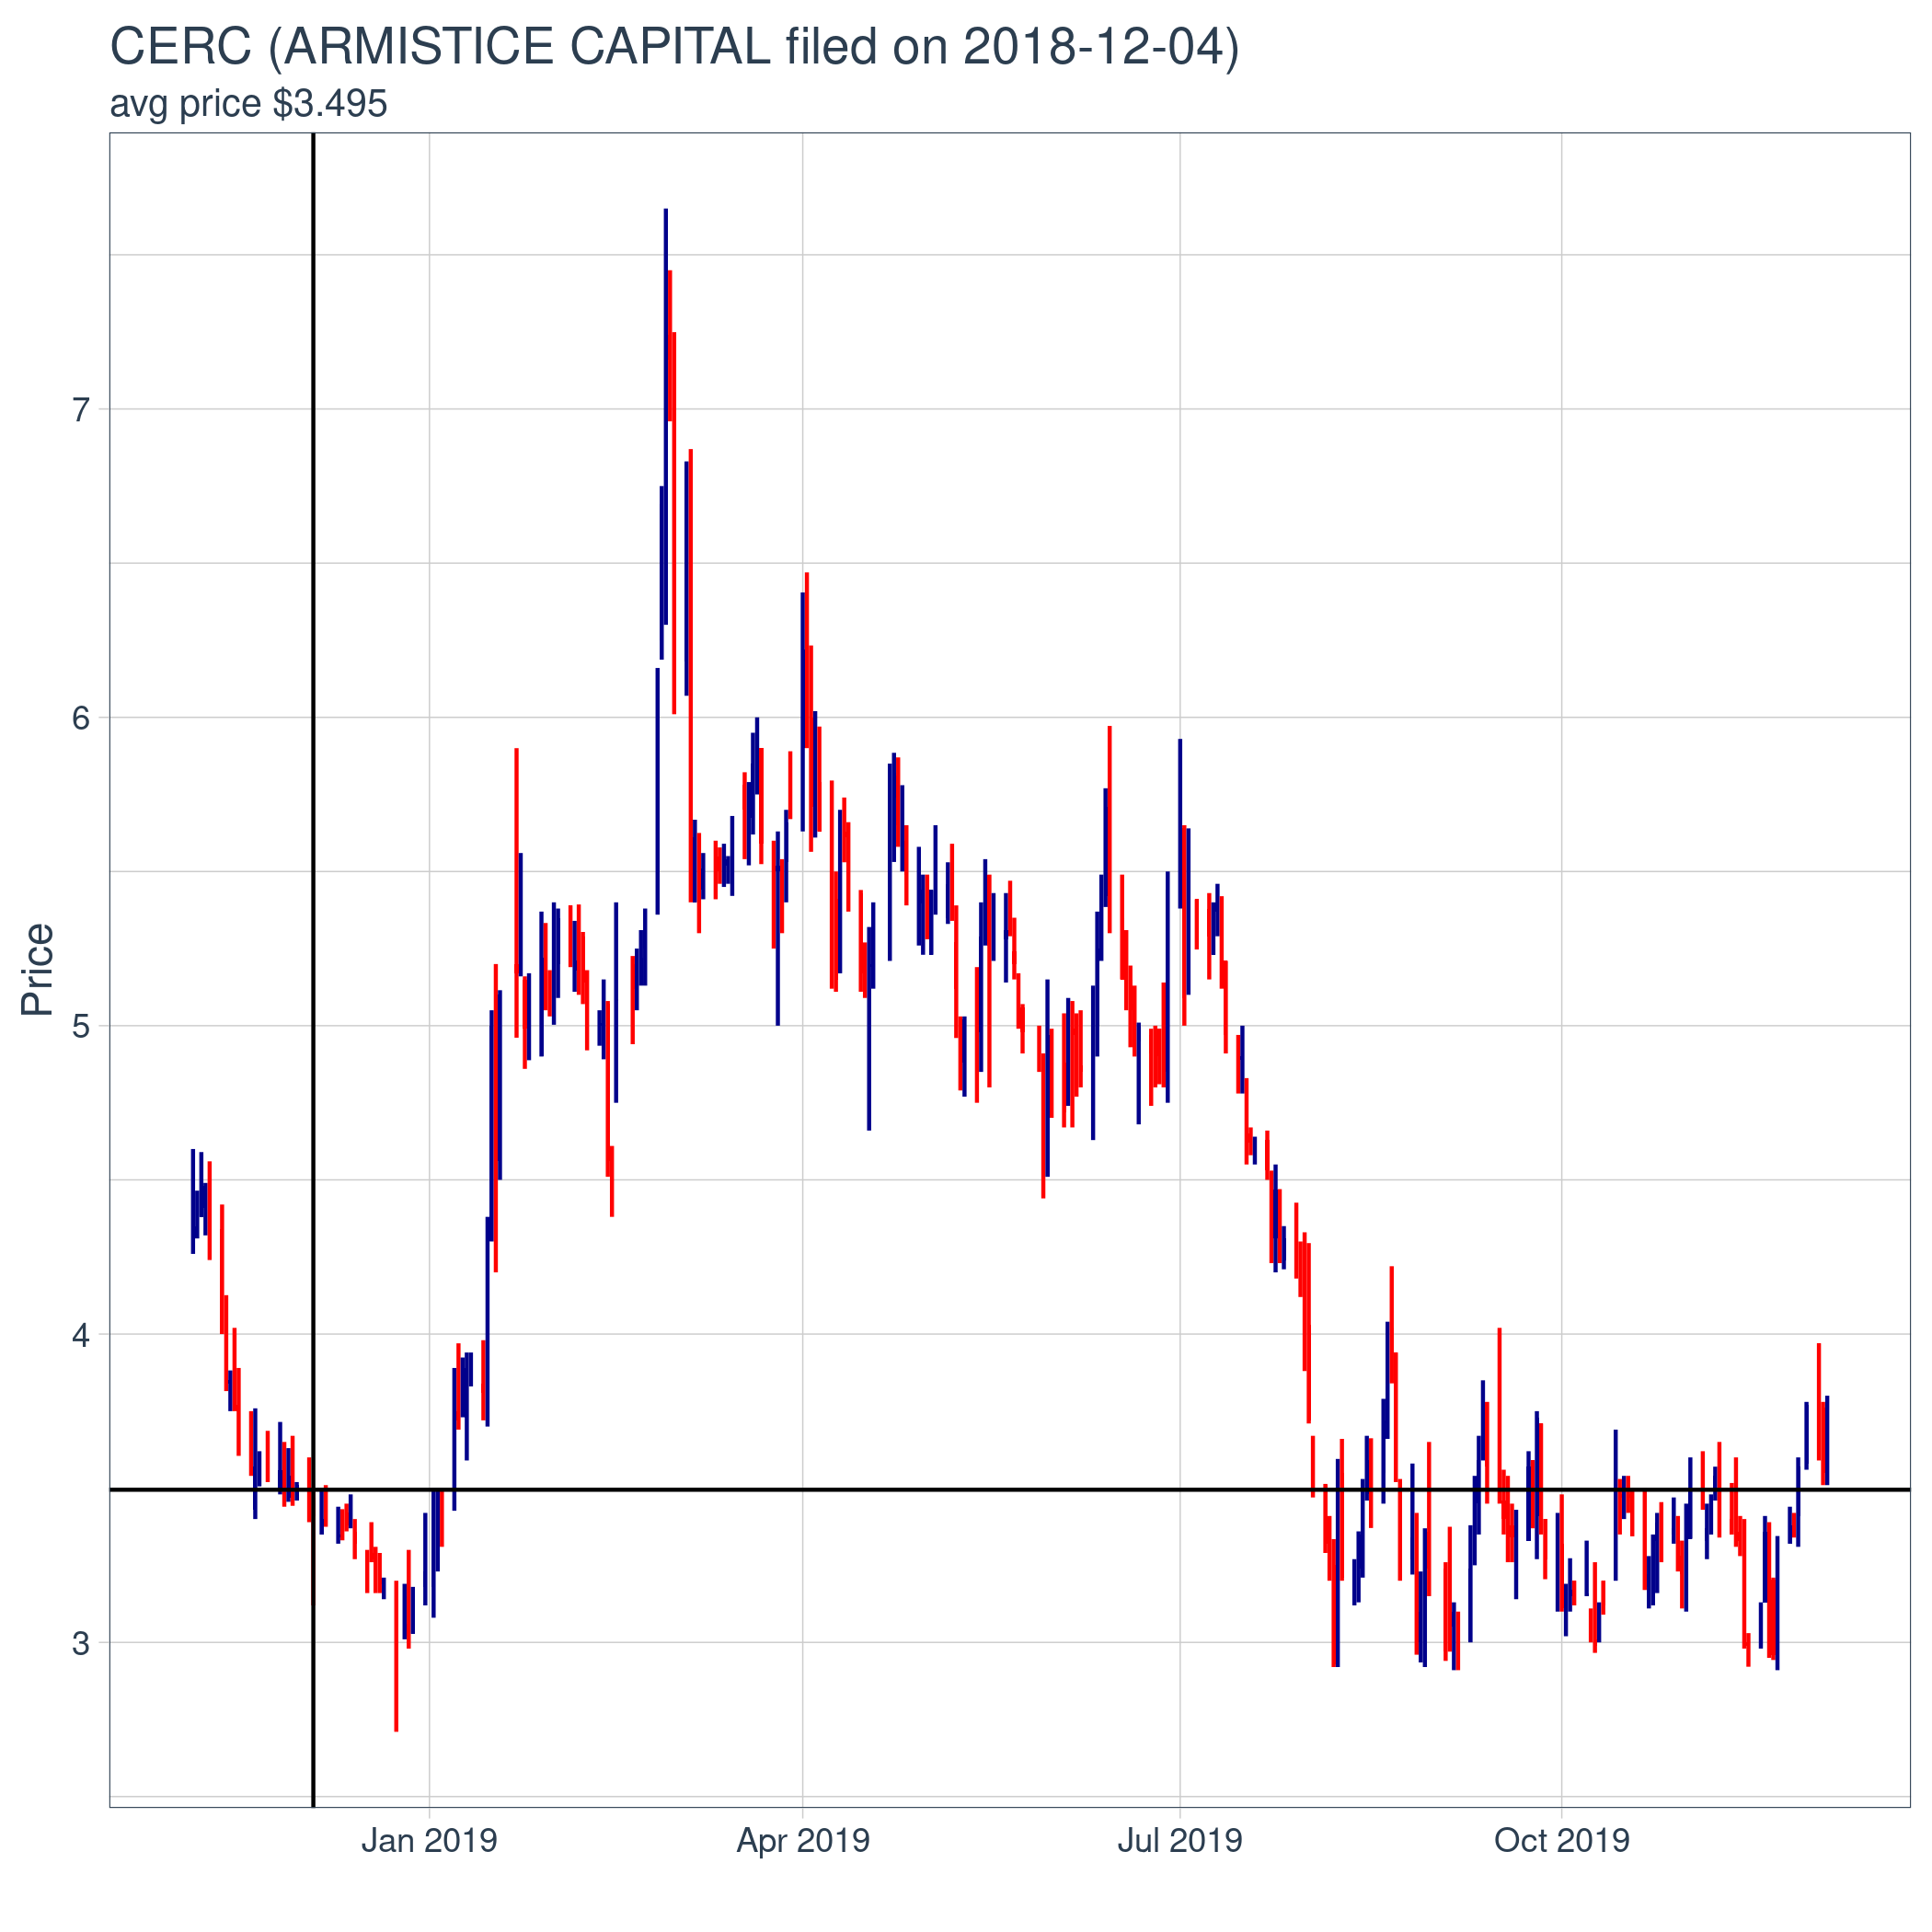 CERC (ARMISTICE CAPITAL filed on 2018-12-04)
avg price $3.495
7
6
5
4
3
Price
Jan 2019
Apr 2019
Jul 2019
Oct 2019